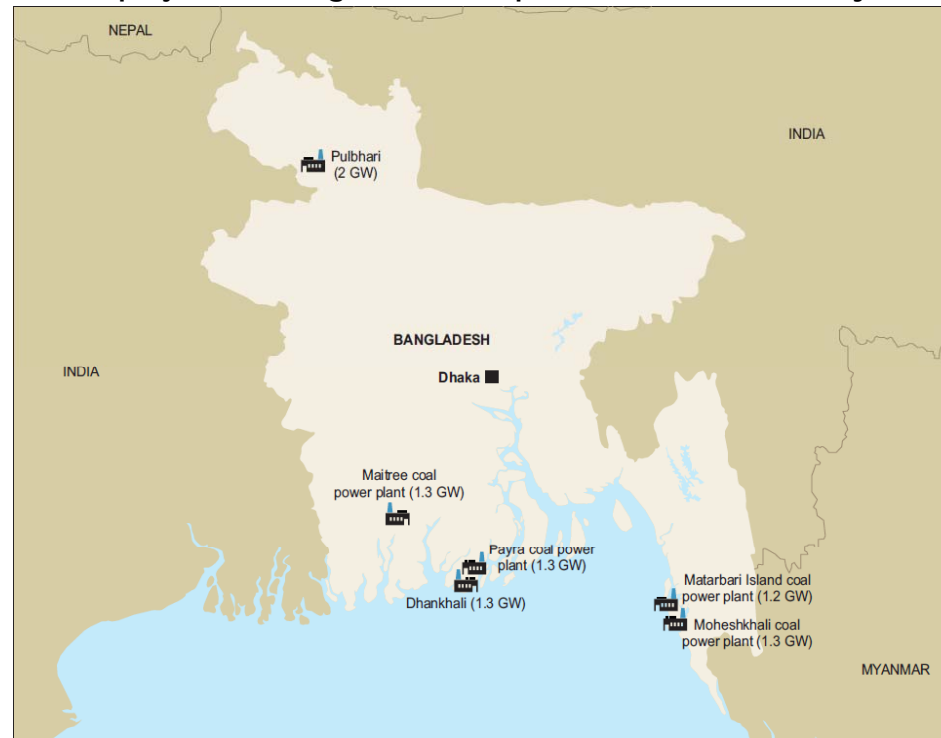 NEPAL
INDIA
Pulbhari
(2 GW)
BANGLADESH
INDIA
Dhaka
Maitree coal
power plant (1.3 GW)
Payra coal power
plant (1.3 GW)
Dhankhali (1.3 GW)
Matarbari Island coal
power plant (1.2 GW)
Moheshkhali coal
power plant (1.3 GW)
MYANMAR